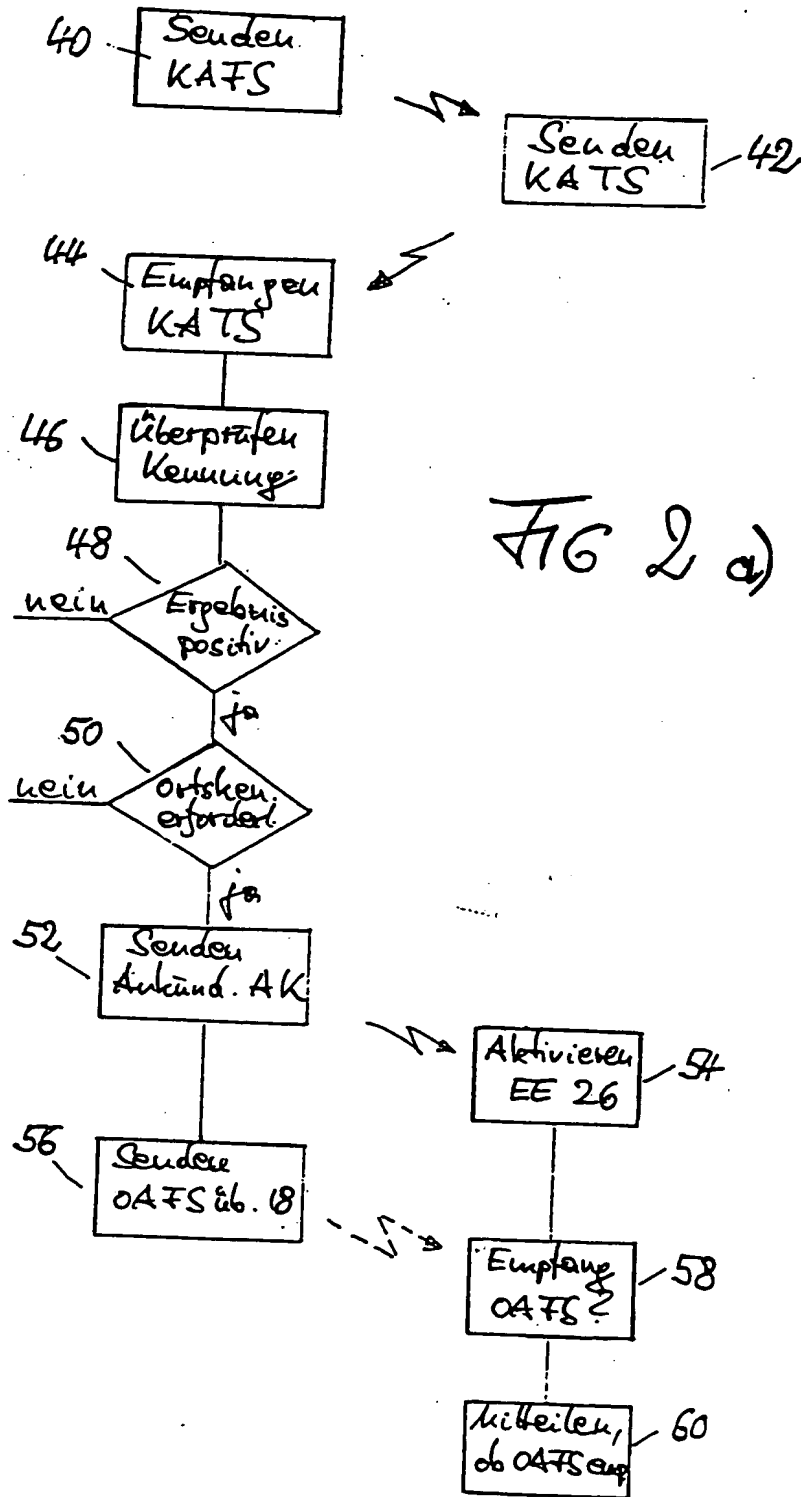 40
Senden
KAFS
Senden
KATS
42
44
Empfangen
KATS
46
Überprüfen
Kennung
48
nein
Ergebnis
positiv
ja
50
nein
Ortsken.
erforderl.
ja
52
Senden
Ankünd. AK
Aktivieren
EE 26
54
56
Senden
OAFS üb. 18
Empfang
OAFS?
58
Mitteilen,
ob OAFS emp
60
FIG 2 a)